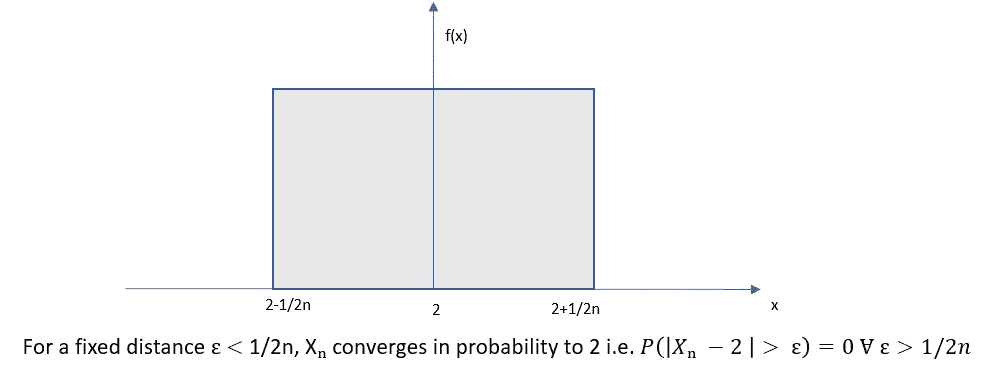 f(x)
2-1/2n
2
2+1/2n
x
For a fixed distance ε < 1/2n, Xₙ converges in probability to 2 i.e. P(|Xₙ − 2 | > ε) = 0 ∀ ε > 1/2n